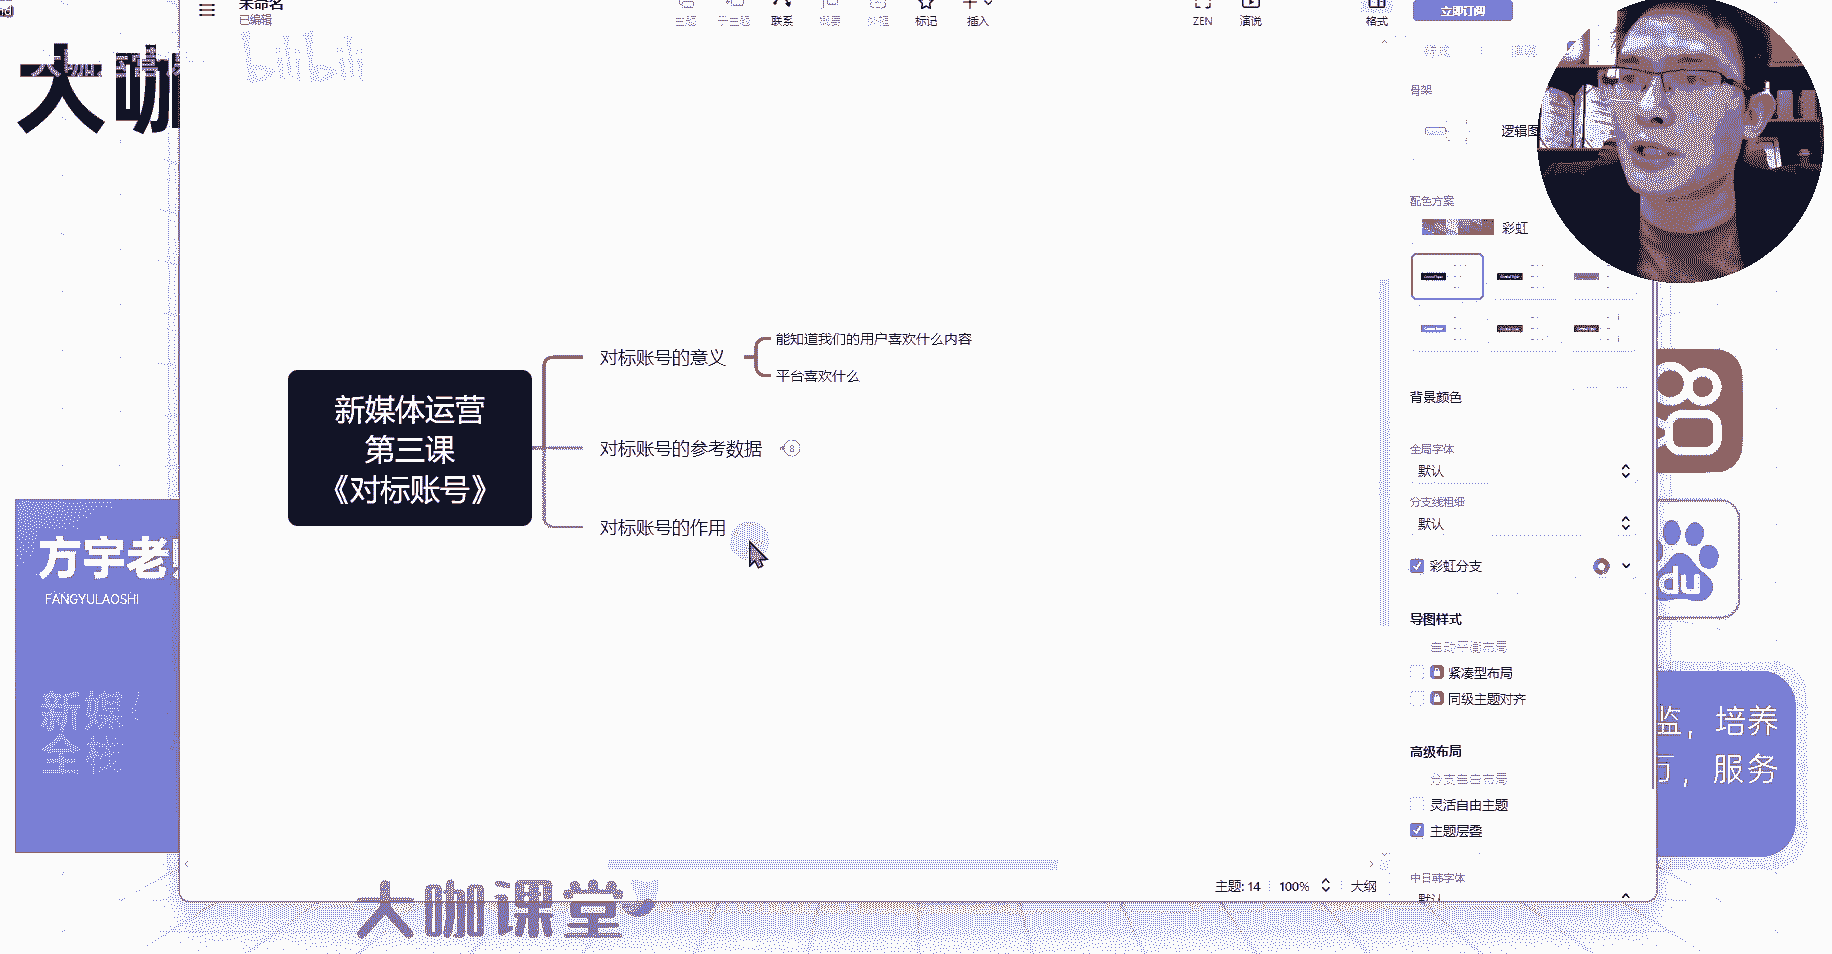 未命名
已编辑
主题
子主题
联系
概要
外框
标记
插入
ZEN
演说
格式
立即订阅
bilibili
大咖
骨架
逻辑图
配色方案
彩虹
能知道我们的用户喜欢什么内容
对标账号的意义
平台喜欢什么
背景颜色
新媒体运营
第三课
《对标账号》
对标账号的参考数据
8
全局字体
默认
分支线粗细
默认
对标账号的作用
彩虹分支
du
方宇老
FANGYULAOSHI
导图样式
自动平衡布局
紧凑型布局
同级主题对齐
新媒
全栈
监，培养
万，服务
高级布局
分支自由布局
灵活自由主题
主题层叠
主题: 14
100%
大纲
中日韩字体
默认
大咖课堂